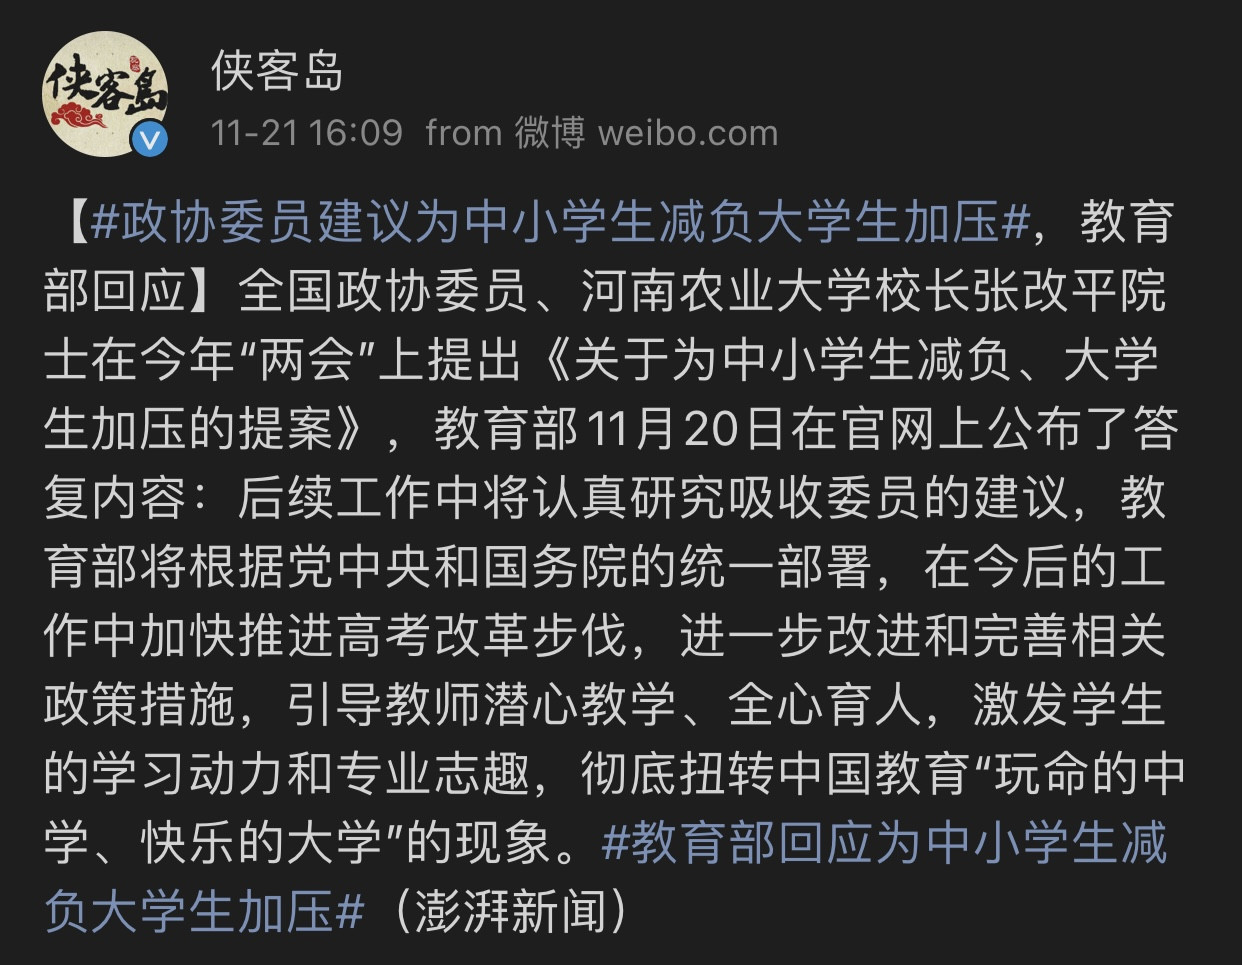 侠客岛
侠客岛
11-21 16:09 from 微博 weibo.com
【#政协委员建议为中小学生减负大学生加压#，教育
部回应】全国政协委员、河南农业大学校长张改平院
士在今年“两会”上提出《关于为中小学生减负、大学
生加压的提案》，教育部11月20日在官网上公布了答
复内容：后续工作中将认真研究吸收委员的建议，教
育部将根据党中央和国务院的统一部署，在今后的工
作中加快推进高考改革步伐，进一步改进和完善相关
政策措施，引导教师潜心教学、全心育人，激发学生
的学习动力和专业志趣，彻底扭转中国教育“玩命的中
学、快乐的大学”的现象。#教育部回应为中小学生减
负大学生加压#（澎湃新闻）